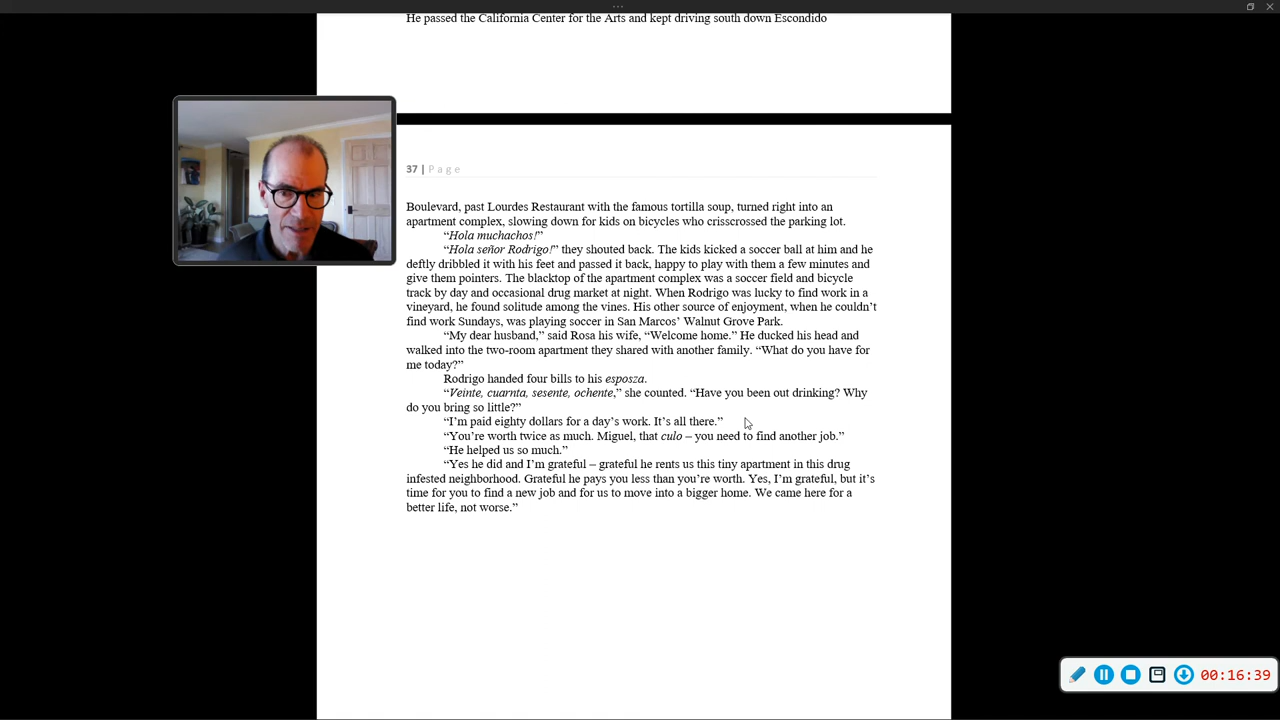 He passed the California Center for the Arts and kept driving south down Escondido
37 | Page
Boulevard, past Lourdes Restaurant with the famous tortilla soup, turned right into an
apartment complex, slowing down for kids on bicycles who crisscrossed the parking lot.
“Hola muchachos!”
“Hola señor Rodrigo!” they shouted back. The kids kicked a soccer ball at him and he
deftly dribbled it with his feet and passed it back, happy to play with them a few minutes and
give them pointers. The blacktop of the apartment complex was a soccer field and bicycle
track by day and occasional drug market at night. When Rodrigo was lucky to find work in a
vineyard, he found solitude among the vines. His other source of enjoyment, when he couldn’t
find work Sundays, was playing soccer in San Marcos’ Walnut Grove Park.
“My dear husband,” said Rosa his wife, “Welcome home.” He ducked his head and
walked into the two-room apartment they shared with another family. “What do you have for
me today?”
Rodrigo handed four bills to his esposza.
“Veinte, cuarnta, sesente, ochente,” she counted. “Have you been out drinking? Why
do you bring so little?”
“I’m paid eighty dollars for a day’s work. It’s all there.”
“You’re worth twice as much. Miguel, that culo – you need to find another job.”
“He helped us so much.”
“Yes he did and I’m grateful – grateful he rents us this tiny apartment in this drug
infested neighborhood. Grateful he pays you less than you’re worth. Yes, I’m grateful, but it’s
time for you to find a new job and for us to move into a bigger home. We came here for a
better life, not worse.”
00:16:39